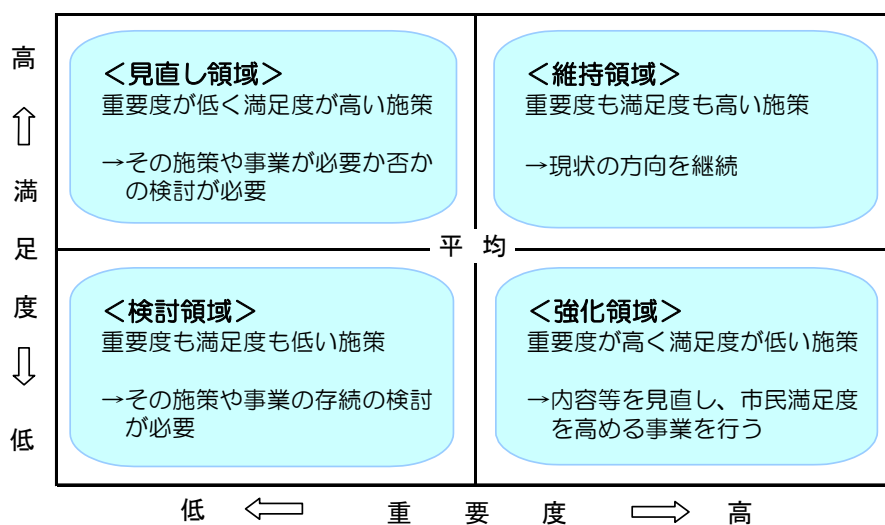 高
⇧
満
足
度
⇩
低
＜見直し領域＞
重要度が低く満足度が高い施策
→その施策や事業が必要か否か
の検討が必要
＜維持領域＞
重要度も満足度も高い施策
→現状の方向を継続
平 均
＜検討領域＞
重要度も満足度も低い施策
→その施策や事業の存続の検討
が必要
＜強化領域＞
重要度が高く満足度が低い施策
→内容等を見直し、市民満足度
を高める事業を行う
低 ⇦ 重 要 度 ⇨ 高